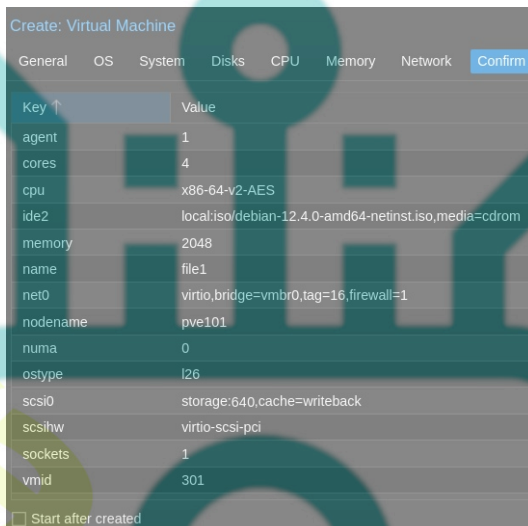 Create: Virtual Machine
General OS System Disks CPU Memory Network Confirm
Key ↑ Value
agent 1
cores 4
cpu x86-64-v2-AES
ide2 local:iso/debian-12.4.0-amd64-netinst.iso,media=cdrom
memory 2048
name file1
net0 virtio,bridge=vmbr0,tag=16,firewall=1
nodename pve101
numa 0
ostype l26
scsi0 storage:640,cache=writeback
scsihw virtio-scsi-pci
sockets 1
vmid 301
Start after created